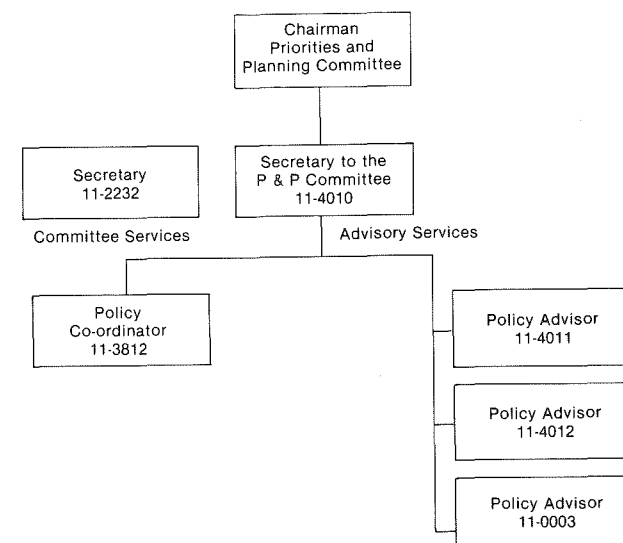 Chairman
Priorities and
Planning Committee
Secretary
11-2232
Secretary to the
P & P Committee
11-4010
Committee Services
Advisory Services
Policy
Co-ordinator
11-3812
Policy Advisor
11-4011
Policy Advisor
11-4012
Policy Advisor
11-0003